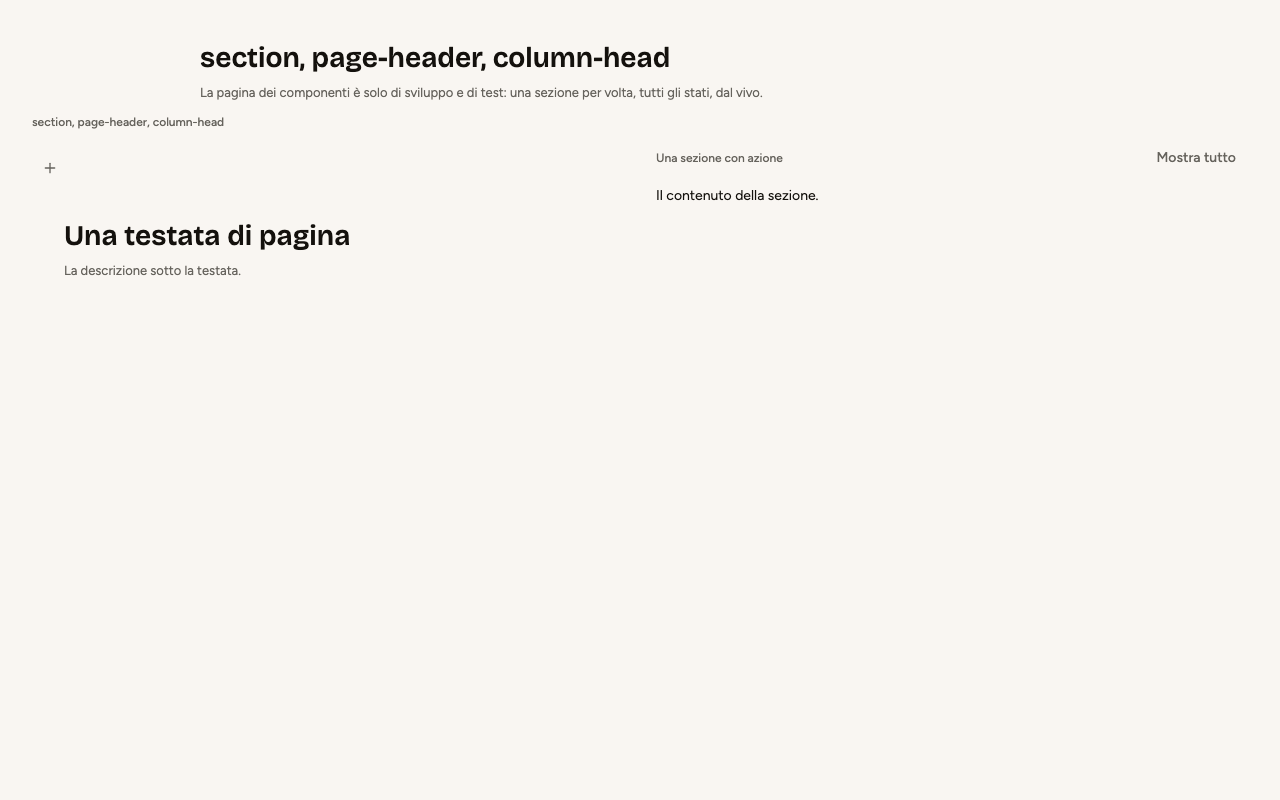 section, page-header, column-head
La pagina dei componenti è solo di sviluppo e di test: una sezione per volta, tutti gli stati, dal vivo.
section, page-header, column-head
Una sezione con azione
Mostra tutto
Il contenuto della sezione.
Una testata di pagina
La descrizione sotto la testata.